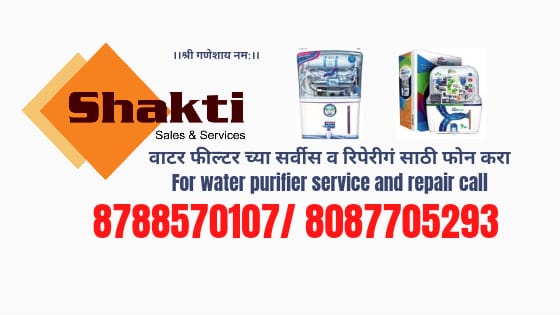 ।।श्री गणेशाय नम:।।
Shakti
Sales & Services
वाटर फील्टर च्या सर्वीस व रिपेरीगं साठी फोन करा
For water purifier service and repair call
8788570107/ 8087705293